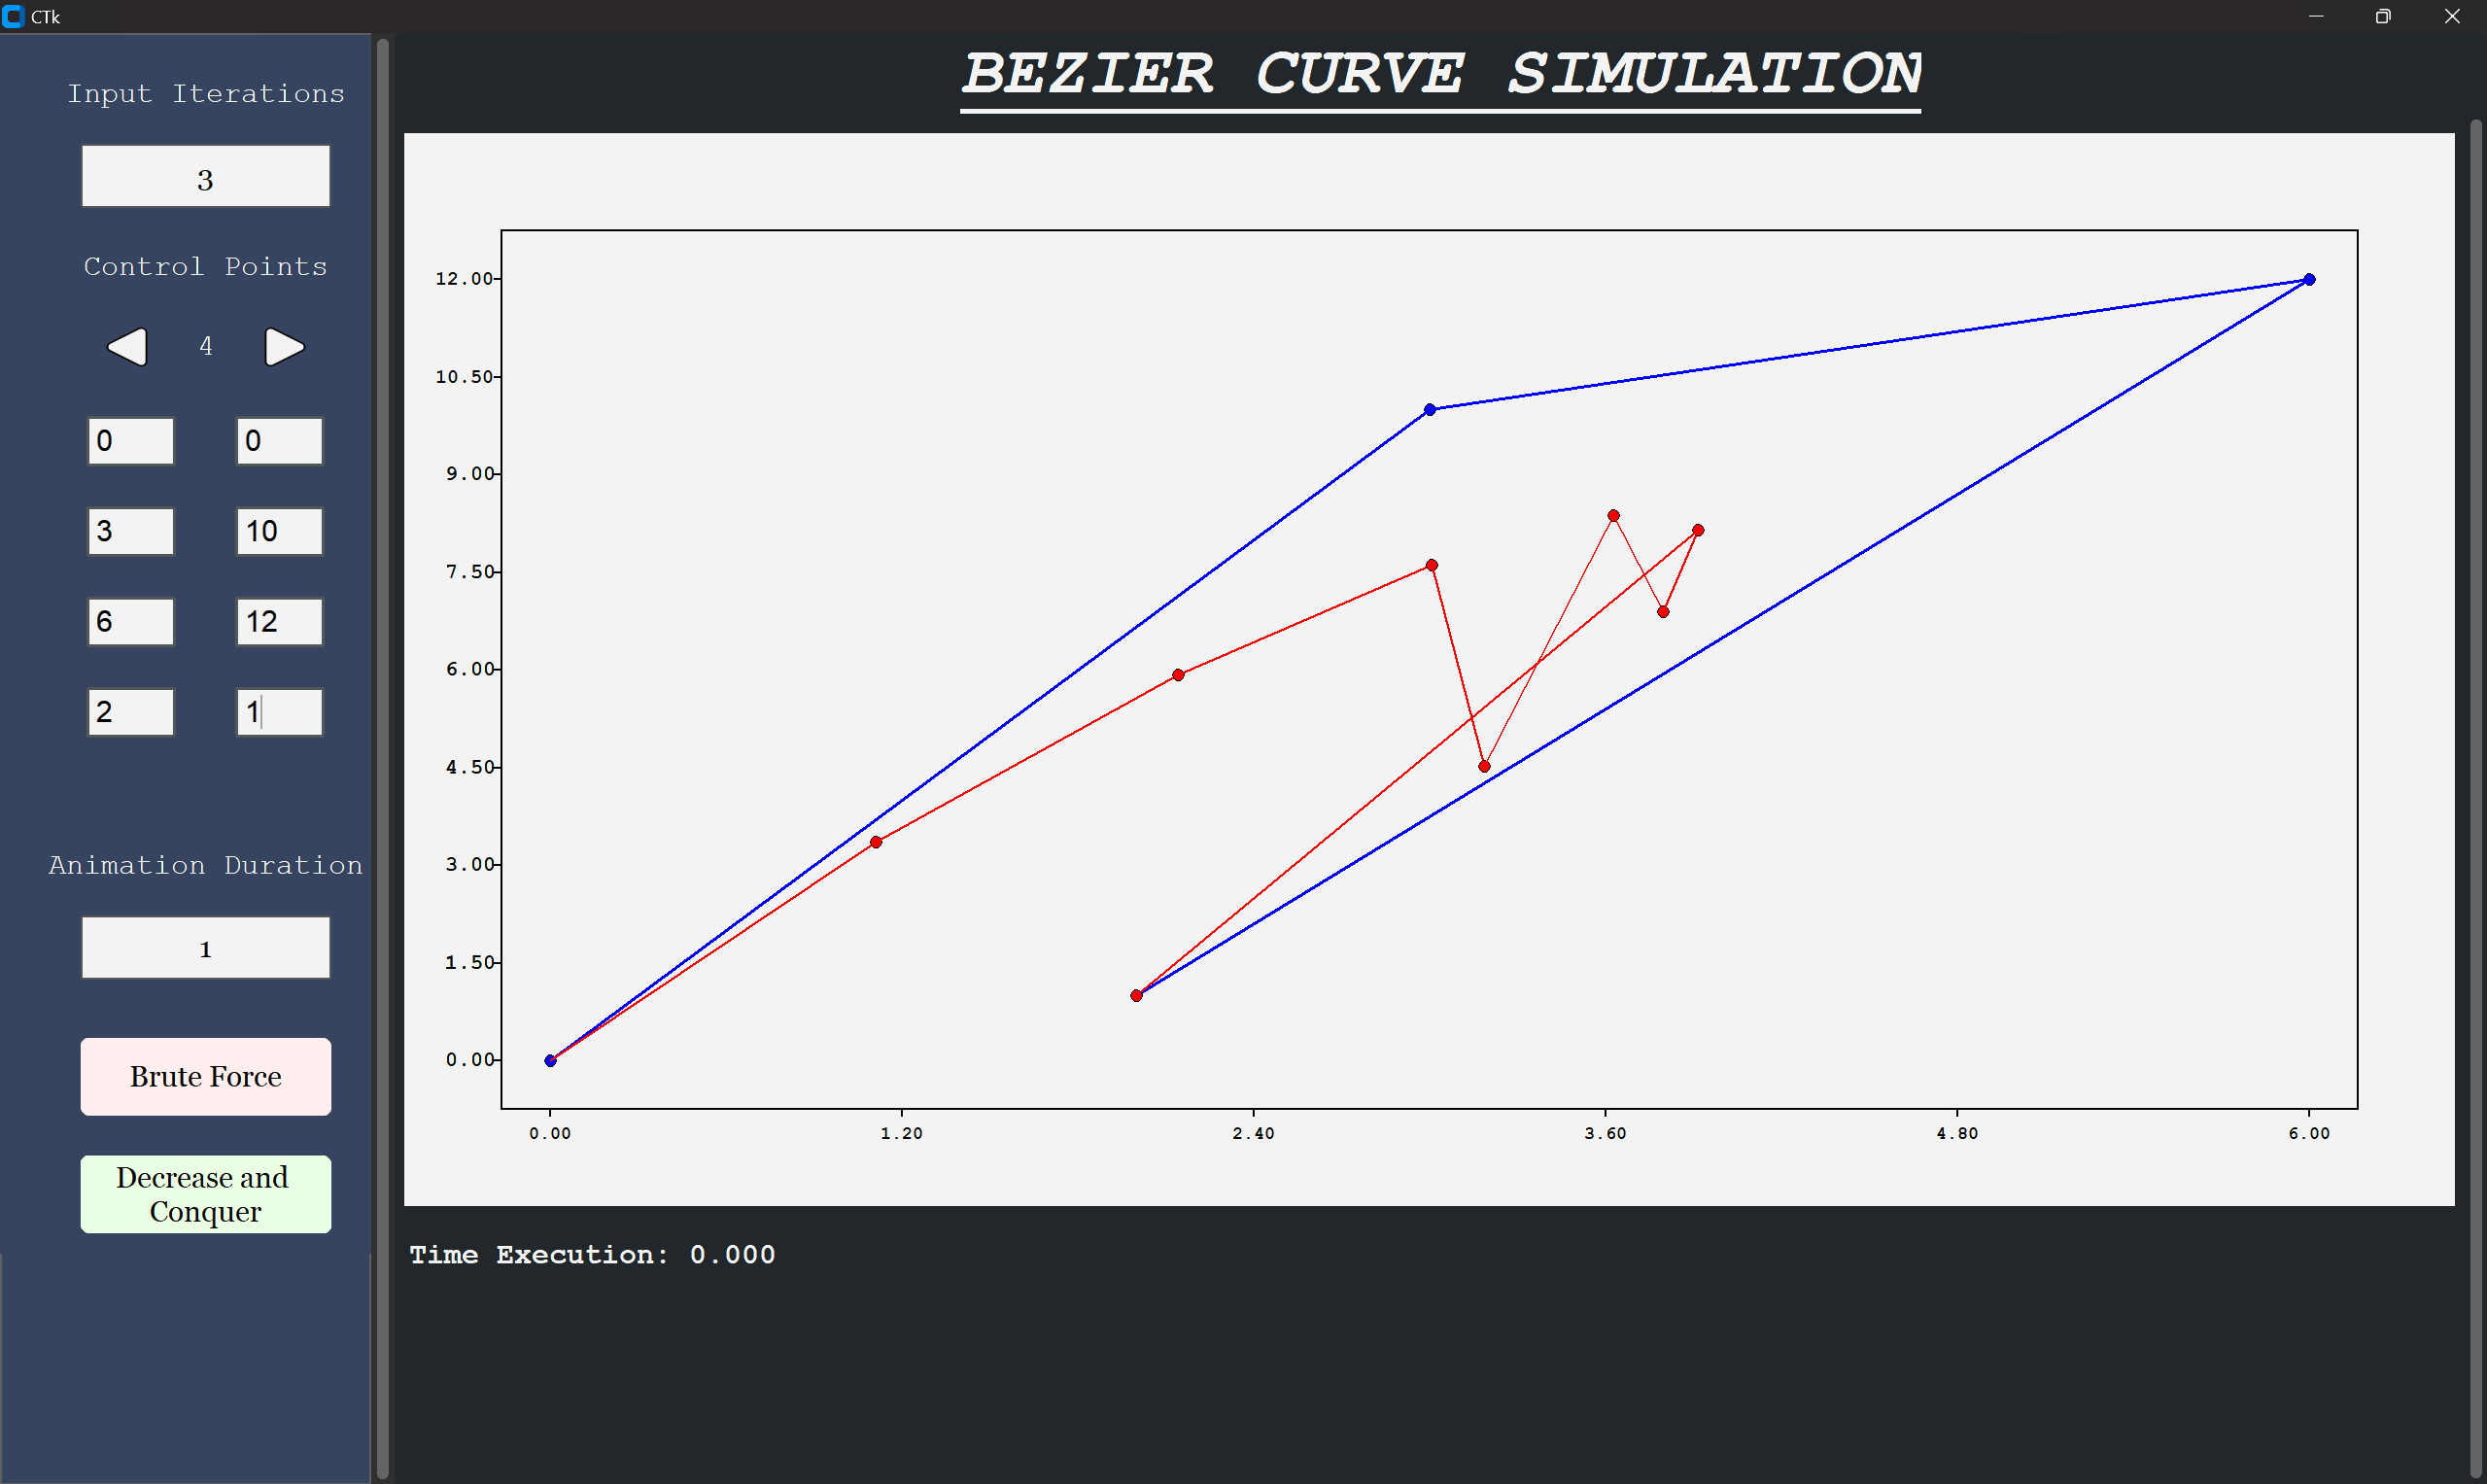 CTk
BEZIER CURVE SIMULATION
Input Iterations
3
Control Points
4
0 0
3 10
6 12
2 1
Animation Duration
1
Brute Force
Decrease and
Conquer
12.00
10.50
9.00
7.50
6.00
4.50
3.00
1.50
0.00
0.00 1.20 2.40 3.60 4.80 6.00
Time Execution: 0.000